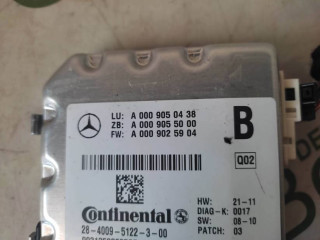 LU: A 000 905 04 38
ZB: A 000 905 50 00
FW: A 000 902 59 04
B
Q02
Continental
28-4009-5122-3-00
HW: 21-11
DIAG-K: 0017
SW: 08-10
PATCH: 03